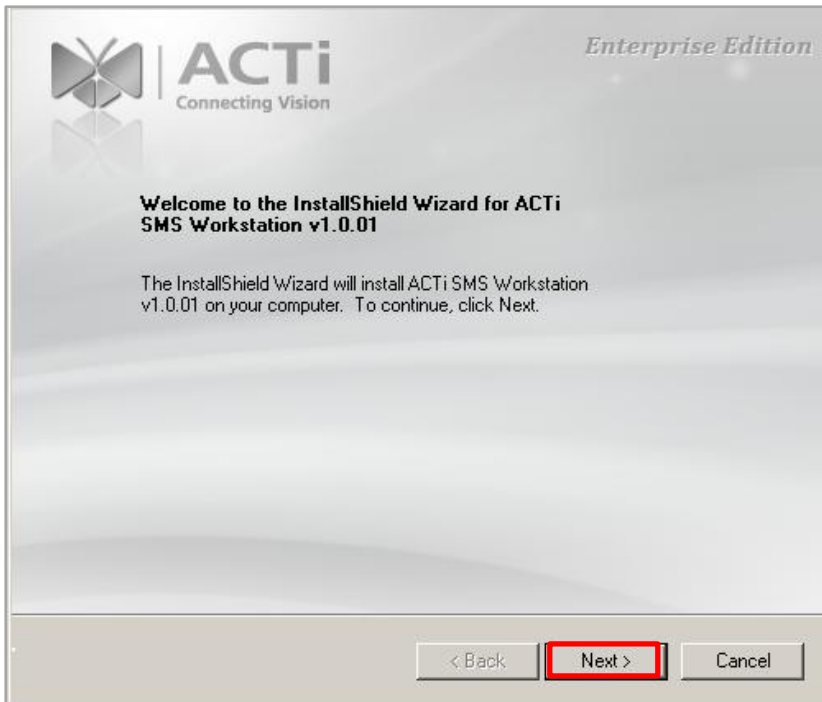 ACTi
Connecting Vision
Enterprise Edition
Welcome to the InstallShield Wizard for ACTi
SMS Workstation v1.0.01
The InstallShield Wizard will install ACTi SMS Workstation
v1.0.01 on your computer.  To continue, click Next.
< Back
Next >
Cancel